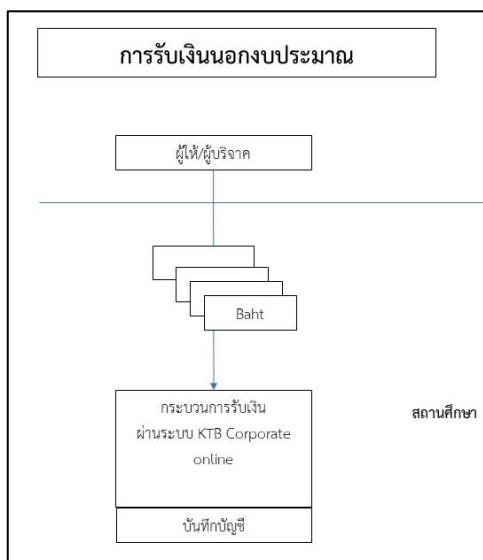 การรับเงินนอกงบประมาณ
ผู้ให้/ผู้บริจาค
Baht
กระบวนการรับเงิน
ผ่านระบบ KTB Corporate
online
สถานศึกษา
บันทึกบัญชี